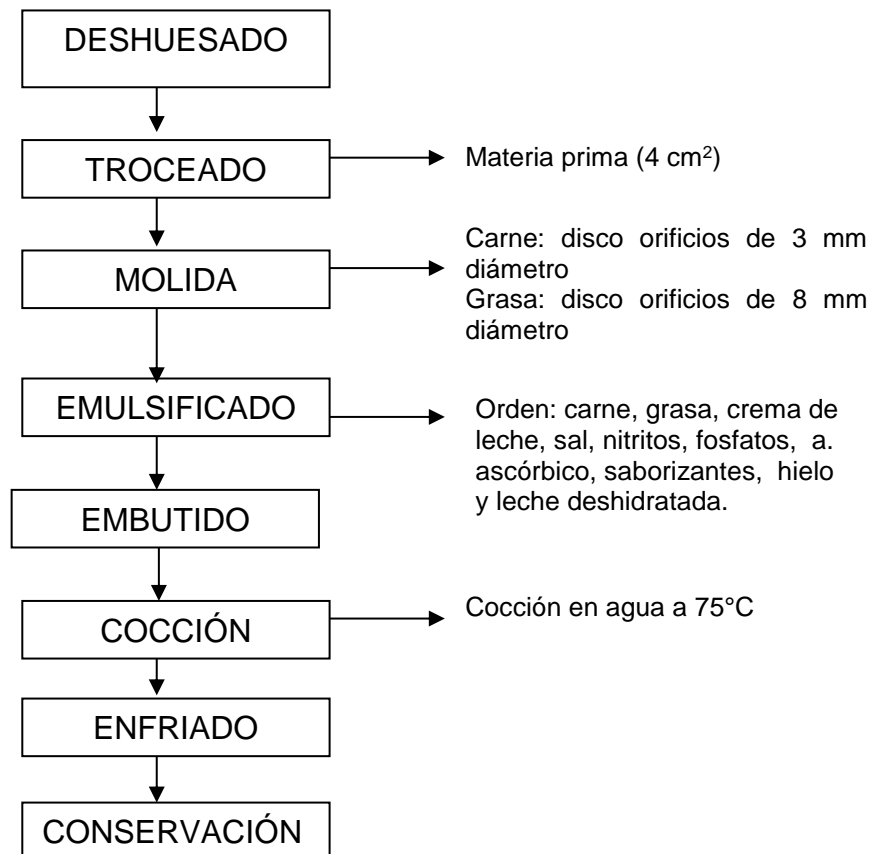 DESHUESADO
TROCEADO
Materia prima (4 cm²)
MOLIDA
Carne: disco orificios de 3 mm
diámetro
Grasa: disco orificios de 8 mm
diámetro
EMULSIFICADO
Orden: carne, grasa, crema de
leche, sal, nitritos, fosfatos, a.
ascórbico, saborizantes, hielo
y leche deshidratada.
EMBUTIDO
COCCIÓN
Cocción en agua a 75°C
ENFRIADO
CONSERVACIÓN